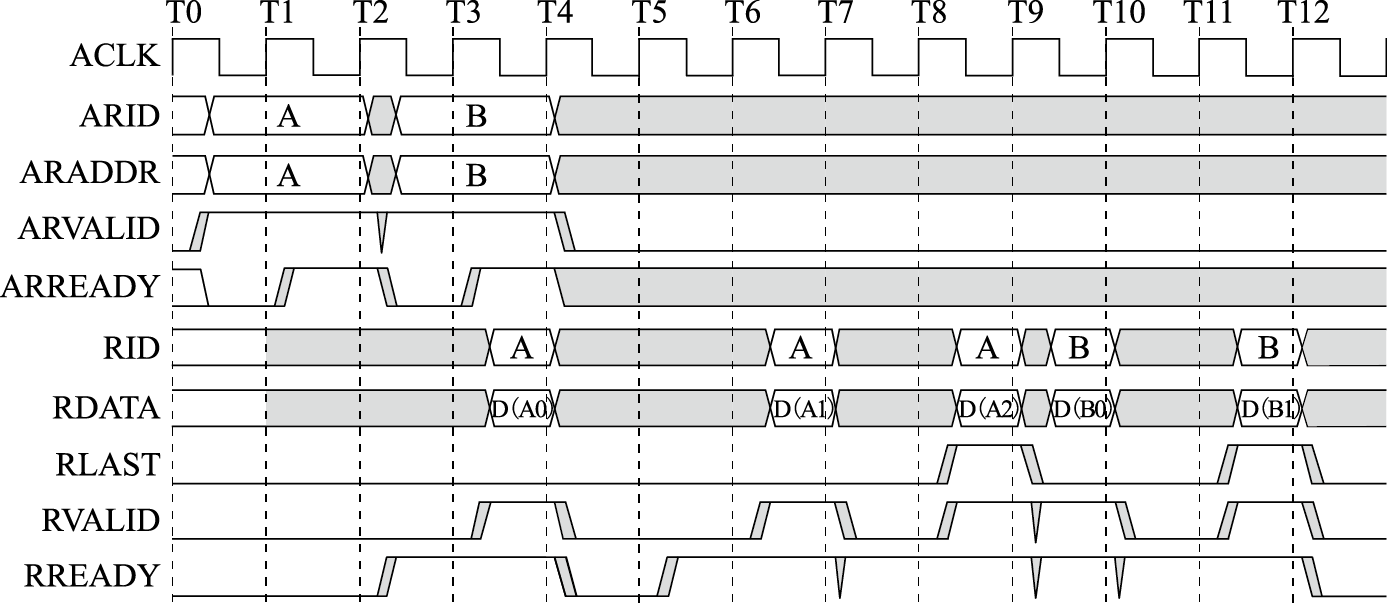 T0 T1 T2 T3 T4 T5 T6 T7 T8 T9 T10 T11 T12
ACLK
ARID A B
ARADDR A B
ARVALID
ARREADY
RID A A A B B
RDATA D(A0) D(A1) D(A2) D(B0) D(B1)
RLAST
RVALID
RREADY